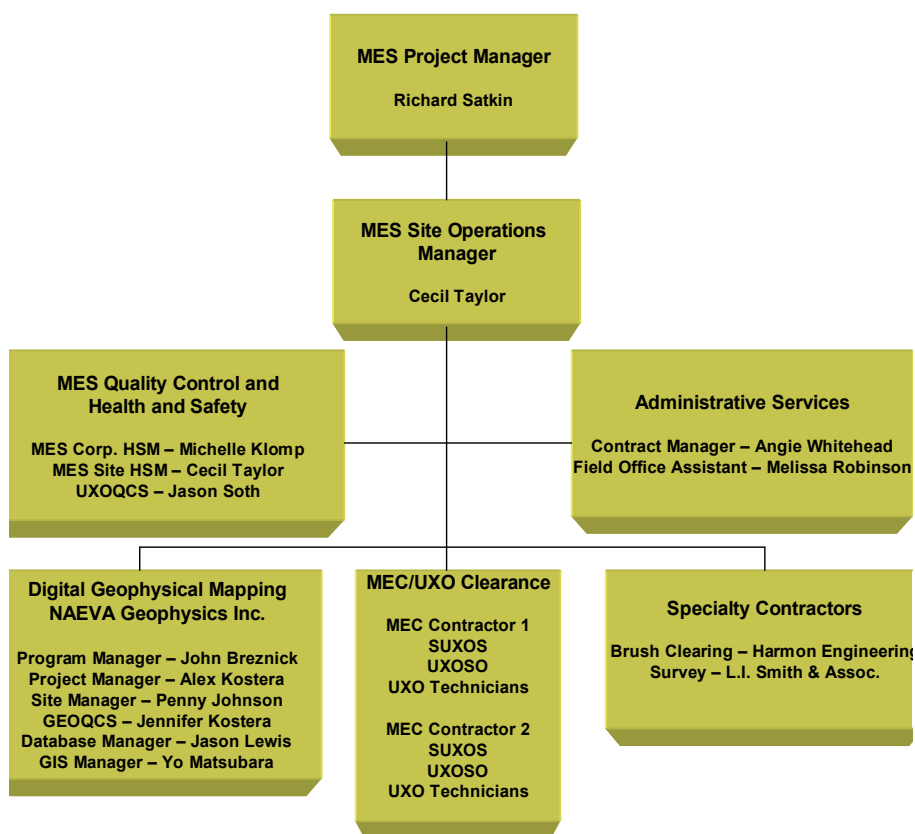 MES Project Manager
Richard Satkin
MES Site Operations
Manager
Cecil Taylor
MES Quality Control and
Health and Safety
MES Corp. HSM – Michelle Klomp
MES Site HSM – Cecil Taylor
UXOQCS – Jason Soth
Administrative Services
Contract Manager – Angie Whitehead
Field Office Assistant – Melissa Robinson
Digital Geophysical Mapping
NAEVA Geophysics Inc.
Program Manager – John Breznick
Project Manager – Alex Kostera
Site Manager – Penny Johnson
GEOQCS – Jennifer Kostera
Database Manager – Jason Lewis
GIS Manager – Yo Matsubara
MEC/UXO Clearance
MEC Contractor 1
SUXOS
UXOSO
UXO Technicians
MEC Contractor 2
SUXOS
UXOSO
UXO Technicians
Specialty Contractors
Brush Clearing – Harmon Engineering
Survey – L.I. Smith & Assoc.